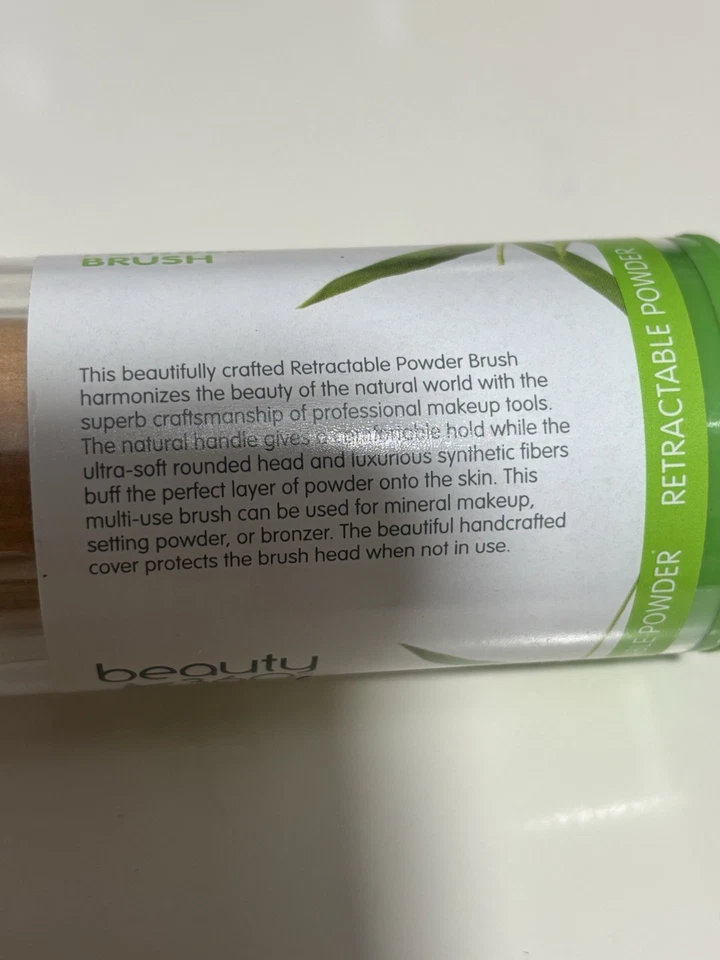 BRUSH
This beautifully crafted Retractable Powder Brush
harmonizes the beauty of the natural world with the
superb craftsmanship of professional makeup tools.
The natural handle gives a comfortable hold while the
ultra-soft rounded head and luxurious synthetic fibers
buff the perfect layer of powder onto the skin. This
multi-use brush can be used for mineral makeup,
setting powder, or bronzer. The beautiful handcrafted
cover protects the brush head when not in use.
beauty
RETRACTABLE POWDER
POWDER